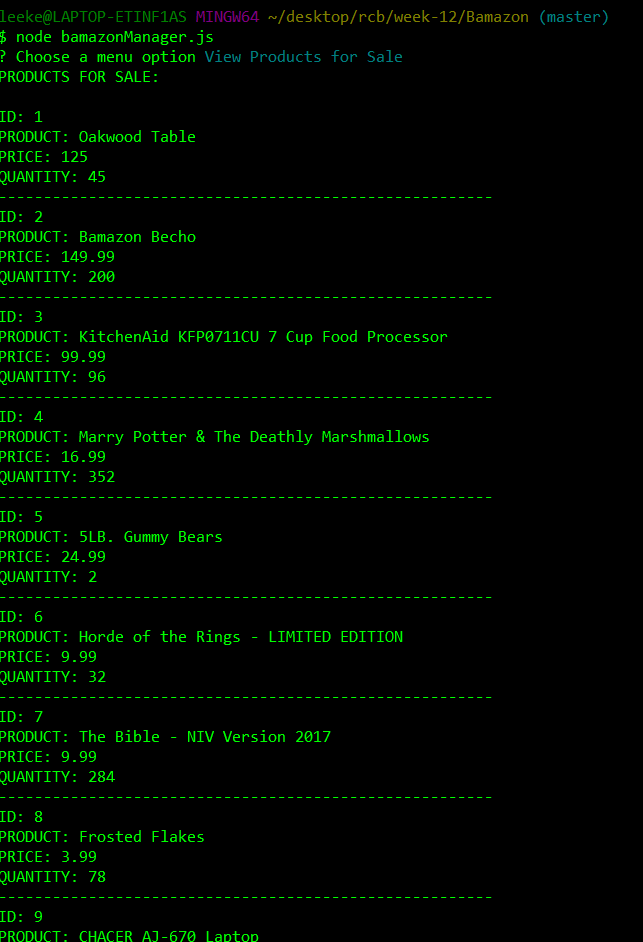 leeke@LAPTOP-ETINF1AS MINGW64 ~/desktop/rcb/week-12/Bamazon (master)
$ node bamazonManager.js
? Choose a menu option View Products for Sale
PRODUCTS FOR SALE:
ID: 1
PRODUCT: Oakwood Table
PRICE: 125
QUANTITY: 45
-------------------------------------------------------
ID: 2
PRODUCT: Bamazon Becho
PRICE: 149.99
QUANTITY: 200
-------------------------------------------------------
ID: 3
PRODUCT: KitchenAid KFP0711CU 7 Cup Food Processor
PRICE: 99.99
QUANTITY: 96
-------------------------------------------------------
ID: 4
PRODUCT: Marry Potter & The Deathly Marshmallows
PRICE: 16.99
QUANTITY: 352
-------------------------------------------------------
ID: 5
PRODUCT: 5LB. Gummy Bears
PRICE: 24.99
QUANTITY: 2
-------------------------------------------------------
ID: 6
PRODUCT: Horde of the Rings - LIMITED EDITION
PRICE: 9.99
QUANTITY: 32
-------------------------------------------------------
ID: 7
PRODUCT: The Bible - NIV Version 2017
PRICE: 9.99
QUANTITY: 284
-------------------------------------------------------
ID: 8
PRODUCT: Frosted Flakes
PRICE: 3.99
QUANTITY: 78
-------------------------------------------------------
ID: 9
PRODUCT: CHACER AJ-670 Laptop